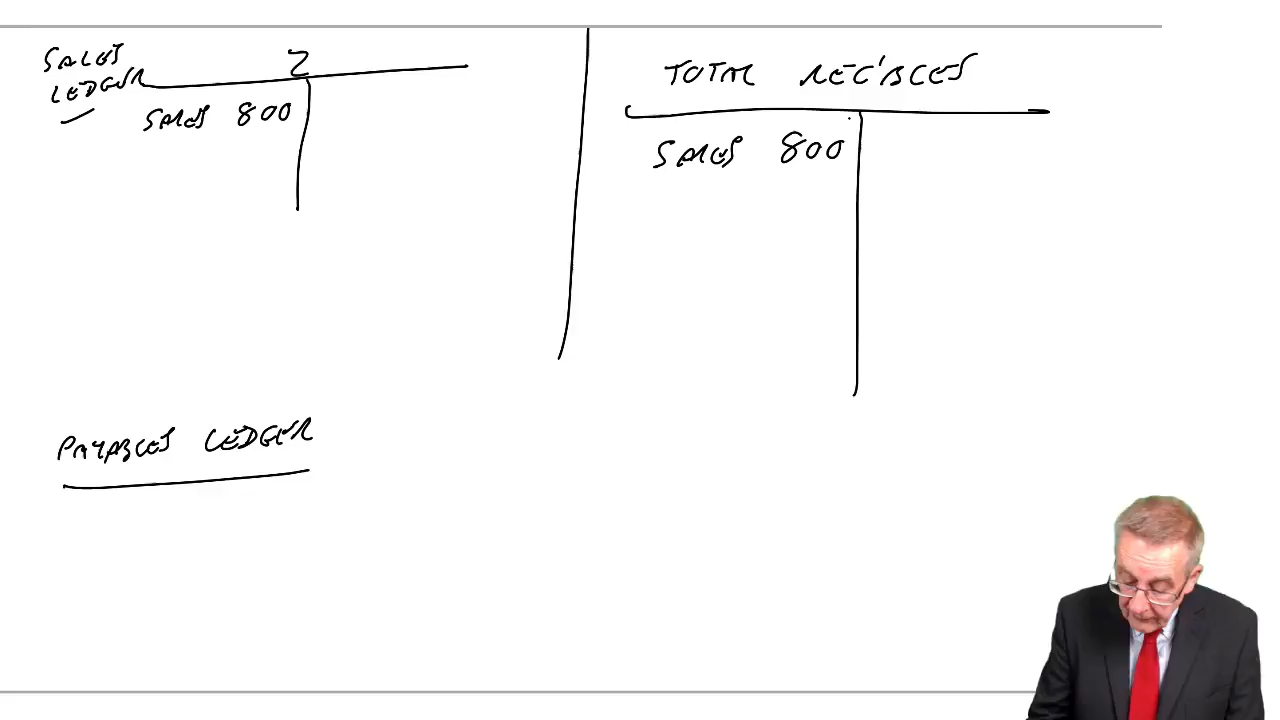 SALES
LEDGER
Z
SALES 800
TOTAL REC'BLES
SALES 800
PAYABLES LEDGER